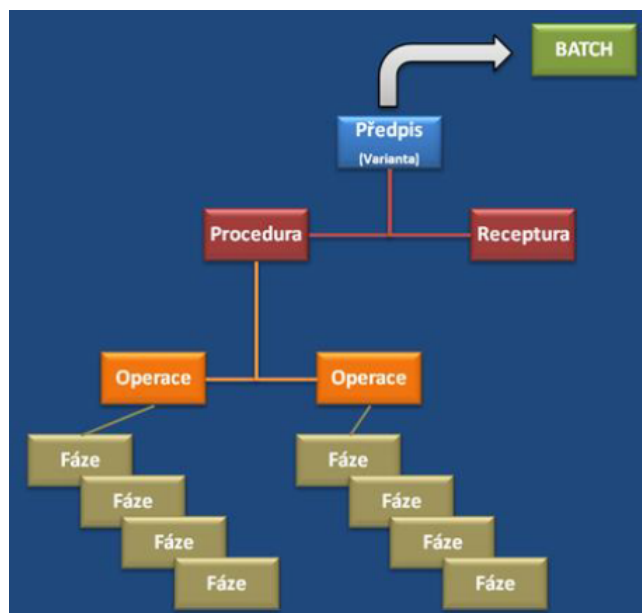 BATCH
Předpis
(Varianta)
Procedura
Receptura
Operace
Operace
Fáze
Fáze
Fáze
Fáze
Fáze
Fáze
Fáze
Fáze